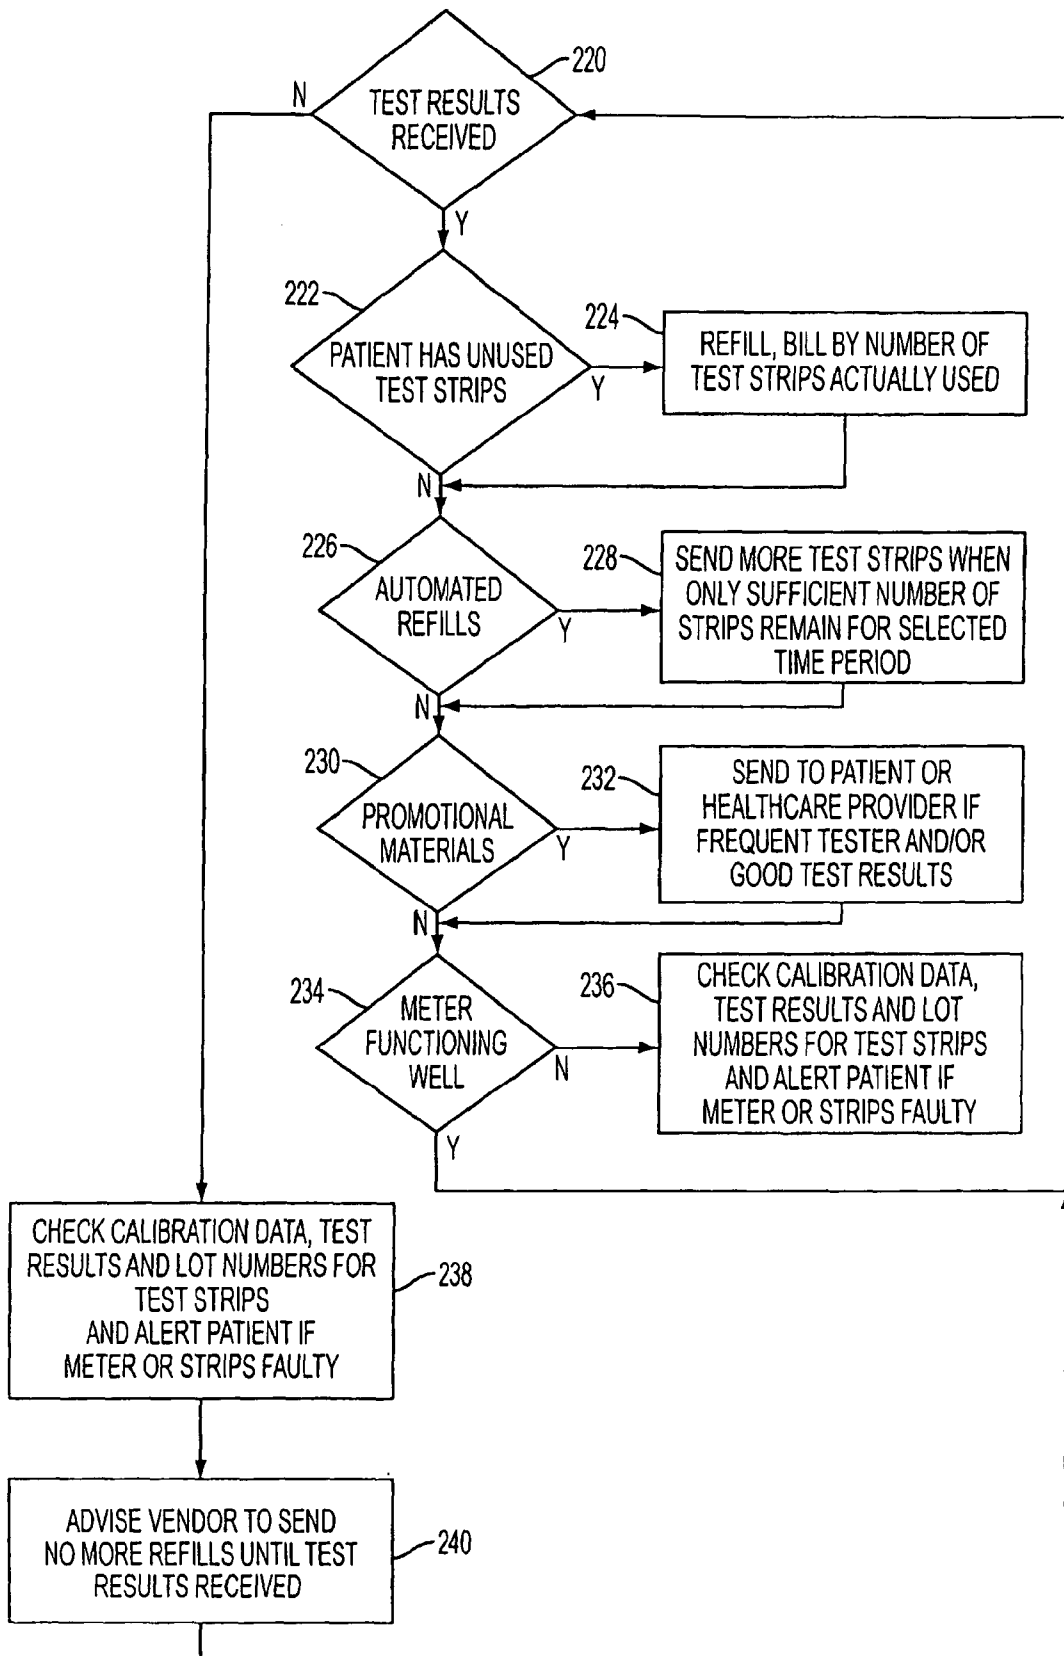 220
N
TEST RESULTS
RECEIVED
Y
222
PATIENT HAS UNUSED
TEST STRIPS
Y
224
REFILL, BILL BY NUMBER OF
TEST STRIPS ACTUALLY USED
N
226
AUTOMATED
REFILLS
Y
228
SEND MORE TEST STRIPS WHEN
ONLY SUFFICIENT NUMBER OF
STRIPS REMAIN FOR SELECTED
TIME PERIOD
N
230
PROMOTIONAL
MATERIALS
Y
232
SEND TO PATIENT OR
HEALTHCARE PROVIDER IF
FREQUENT TESTER AND/OR
GOOD TEST RESULTS
N
234
METER
FUNCTIONING
WELL
N
236
CHECK CALIBRATION DATA,
TEST RESULTS AND LOT
NUMBERS FOR TEST STRIPS
AND ALERT PATIENT IF
METER OR STRIPS FAULTY
Y
CHECK CALIBRATION DATA, TEST
RESULTS AND LOT NUMBERS FOR
TEST STRIPS
AND ALERT PATIENT IF
METER OR STRIPS FAULTY
238
ADVISE VENDOR TO SEND
NO MORE REFILLS UNTIL TEST
RESULTS RECEIVED
240